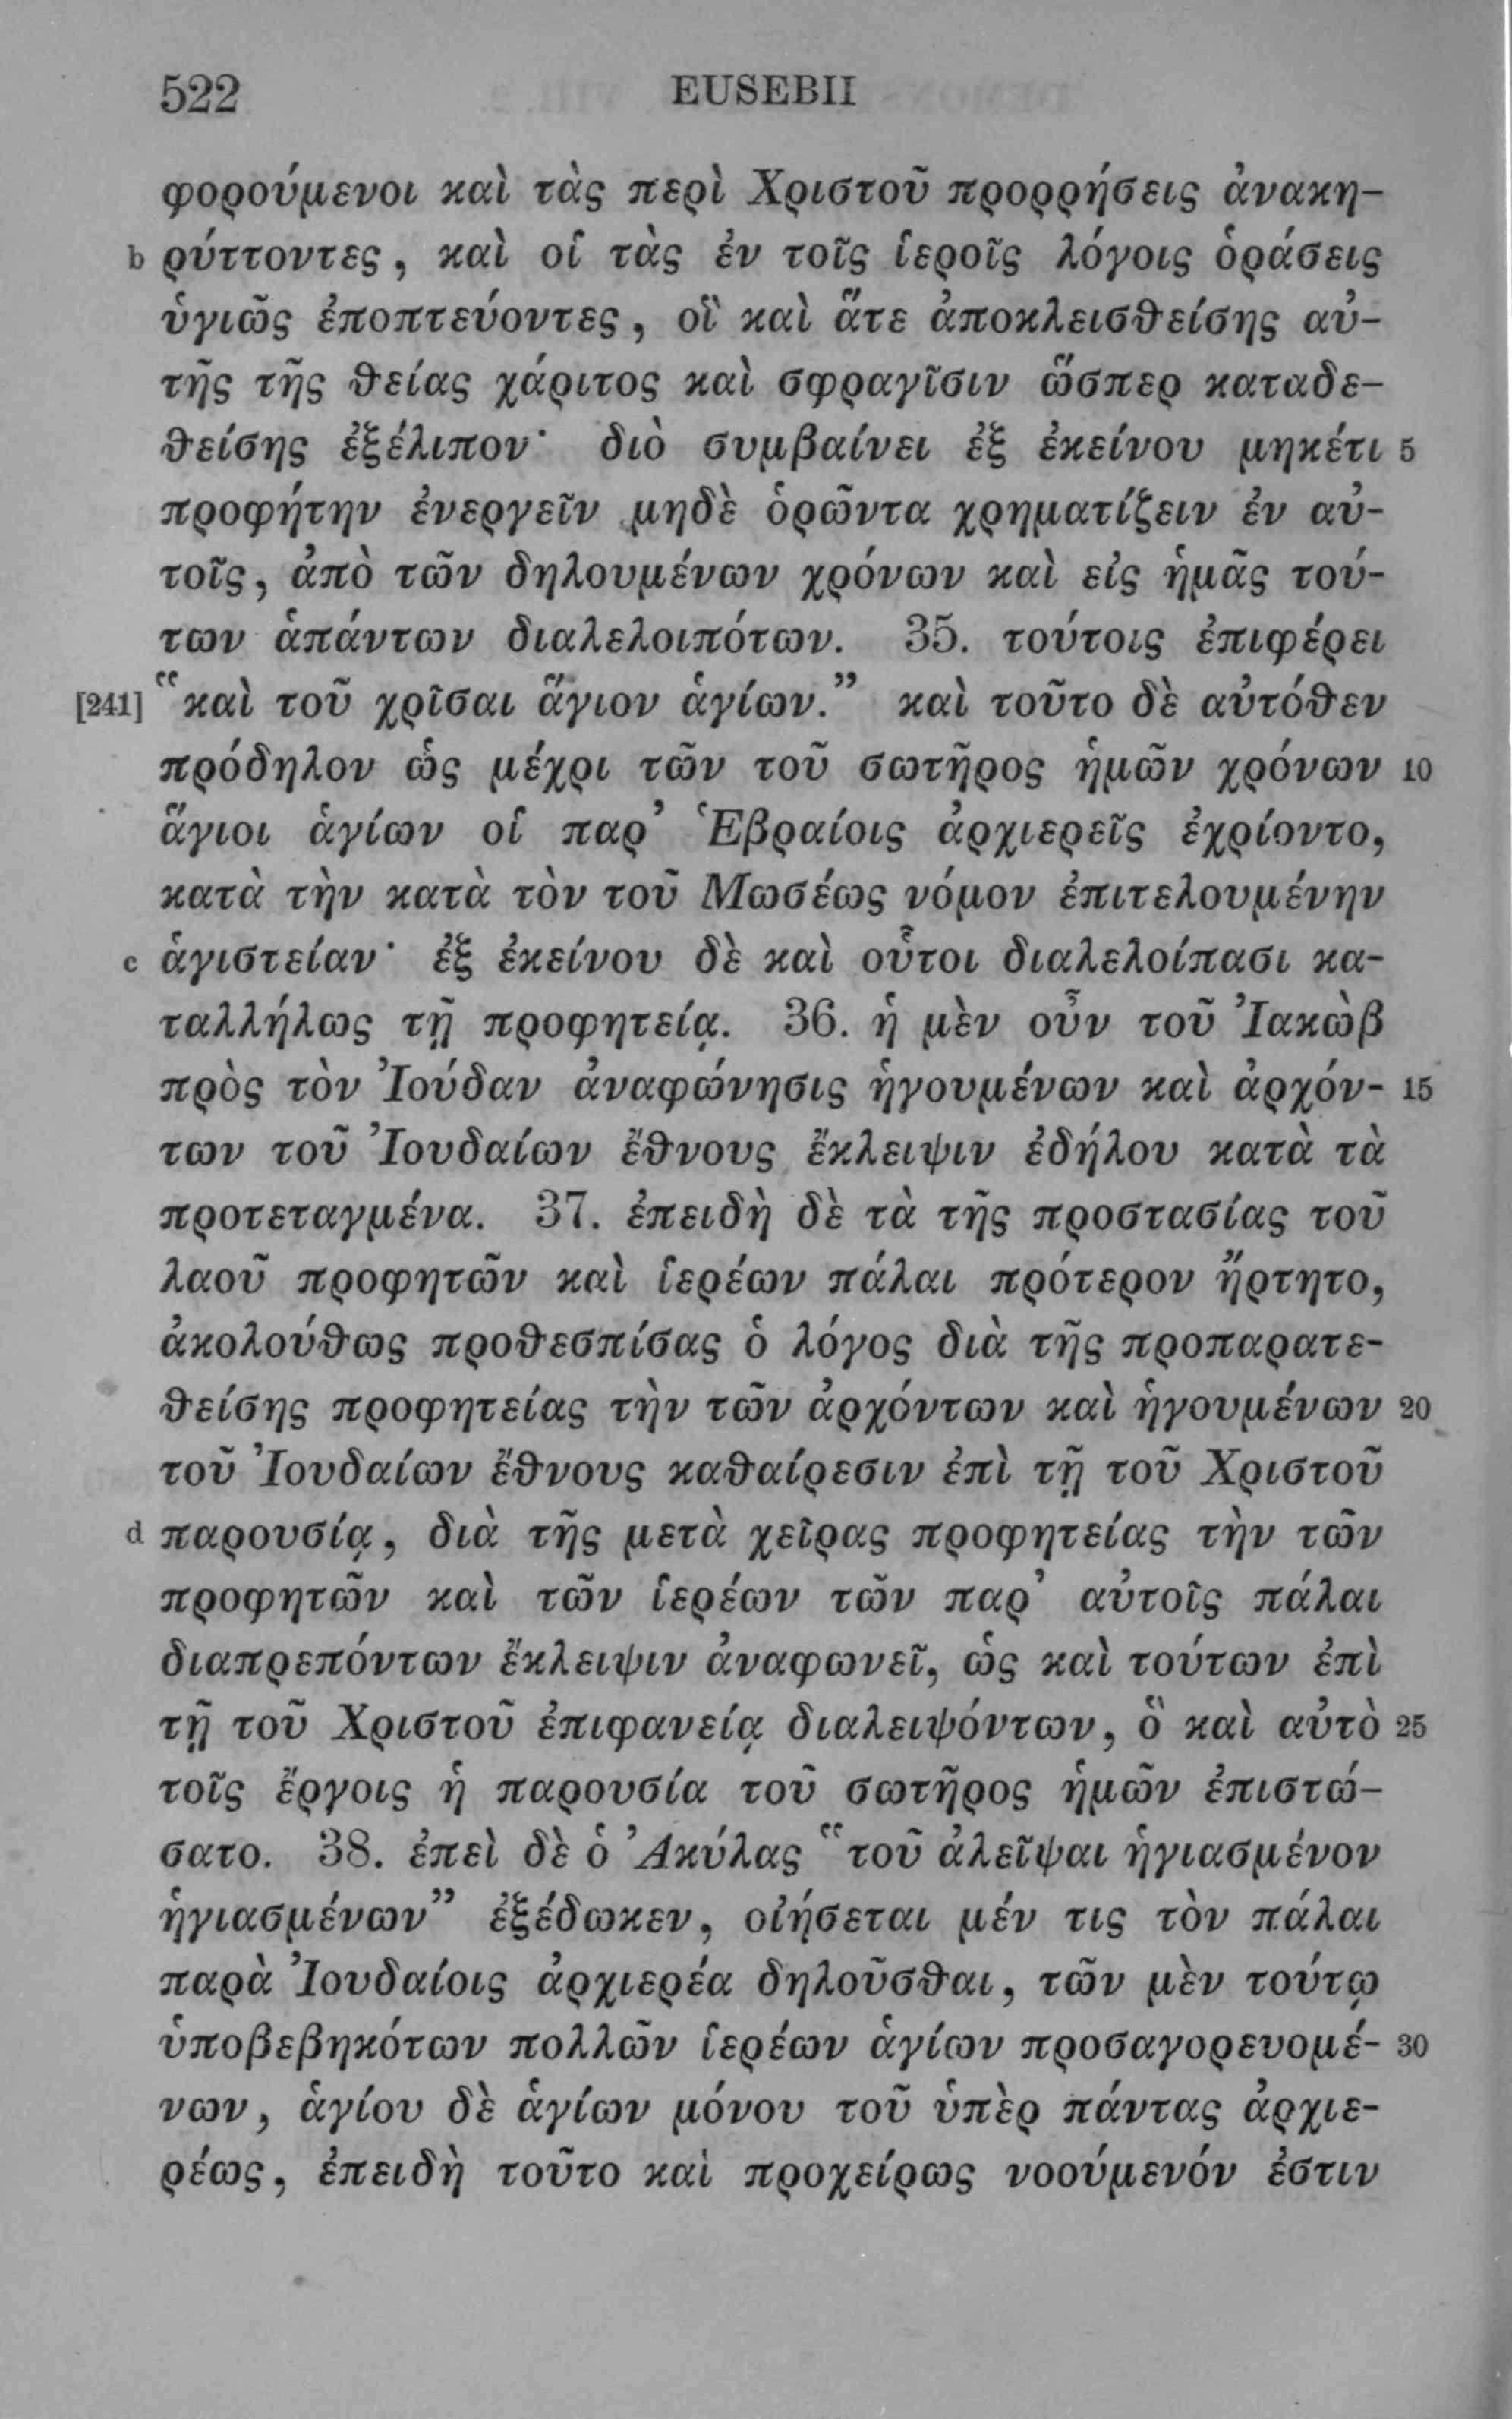 522 EUSEBII
φορούμενοι καὶ τὰς περὶ Χριστοῦ προρρήσεις ἀνακη-
b ρύττοντες, καὶ οἱ τὰς ἐν τοῖς ἱεροῖς λόγοις ὁράσεις
ὑγιῶς ἐποπτεύοντες, οἳ καὶ ἅτε ἀποκλεισθείσης αὐ-
τῆς τῆς θείας χάριτος καὶ σφραγῖσιν ὥσπερ καταδε-
θείσης ἐξέλιπον· διὸ συμβαίνει ἐξ ἐκείνου μηκέτι 5
προφήτην ἐνεργεῖν μηδὲ ὁρῶντα χρηματίζειν ἐν αὐ-
τοῖς, ἀπὸ τῶν δηλουμένων χρόνων καὶ εἰς ἡμᾶς τού-
των ἁπάντων διαλελοιπότων. 35. τούτοις ἐπιφέρει
[241] “καὶ τοῦ χρῖσαι ἅγιον ἁγίων.” καὶ τοῦτο δὲ αὐτόθεν
πρόδηλον ὡς μέχρι τῶν τοῦ σωτῆρος ἡμῶν χρόνων 10
ἅγιοι ἁγίων οἱ παρ’ Ἑβραίοις ἀρχιερεῖς ἐχρίοντο,
κατὰ τὴν κατὰ τὸν τοῦ Μωσέως νόμον ἐπιτελουμένην
c ἁγιστείαν· ἐξ ἐκείνου δὲ καὶ οὗτοι διαλελοίπασι κα-
ταλλήλως τῇ προφητείᾳ. 36. ἡ μὲν οὖν τοῦ Ἰακὼβ
πρὸς τὸν Ἰούδαν ἀναφώνησις ἡγουμένων καὶ ἀρχόν- 15
των τοῦ Ἰουδαίων ἔθνους ἔκλειψιν ἐδήλου κατὰ τὰ
προτεταγμένα. 37. ἐπειδὴ δὲ τὰ τῆς προστασίας τοῦ
λαοῦ προφητῶν καὶ ἱερέων πάλαι πρότερον ἤρτητο,
ἀκολούθως προθεσπίσας ὁ λόγος διὰ τῆς προπαρατε-
θείσης προφητείας τὴν τῶν ἀρχόντων καὶ ἡγουμένων 20
τοῦ Ἰουδαίων ἔθνους καθαίρεσιν ἐπὶ τῇ τοῦ Χριστοῦ
d παρουσίᾳ, διὰ τῆς μετὰ χεῖρας προφητείας τὴν τῶν
προφητῶν καὶ τῶν ἱερέων τῶν παρ’ αὐτοῖς πάλαι
διαπρεπόντων ἔκλειψιν ἀναφωνεῖ, ὡς καὶ τούτων ἐπὶ
τῇ τοῦ Χριστοῦ ἐπιφανείᾳ διαλειψόντων, ὃ καὶ αὐτὸ 25
τοῖς ἔργοις ἡ παρουσία τοῦ σωτῆρος ἡμῶν ἐπιστώ-
σατο. 38. ἐπεὶ δὲ ὁ Ἀκύλας “τοῦ ἀλεῖψαι ἡγιασμένον
ἡγιασμένων” ἐξέδωκεν, οἰήσεται μέν τις τὸν πάλαι
παρὰ Ἰουδαίοις ἀρχιερέα δηλοῦσθαι, τῶν μὲν τούτῳ
ὑποβεβηκότων πολλῶν ἱερέων ἁγίων προσαγορευομέ- 30
νων, ἁγίου δὲ ἁγίων μόνου τοῦ ὑπὲρ πάντας ἀρχιε-
ρέως, ἐπειδὴ τοῦτο καὶ προχείρως νοούμενόν ἐστιν